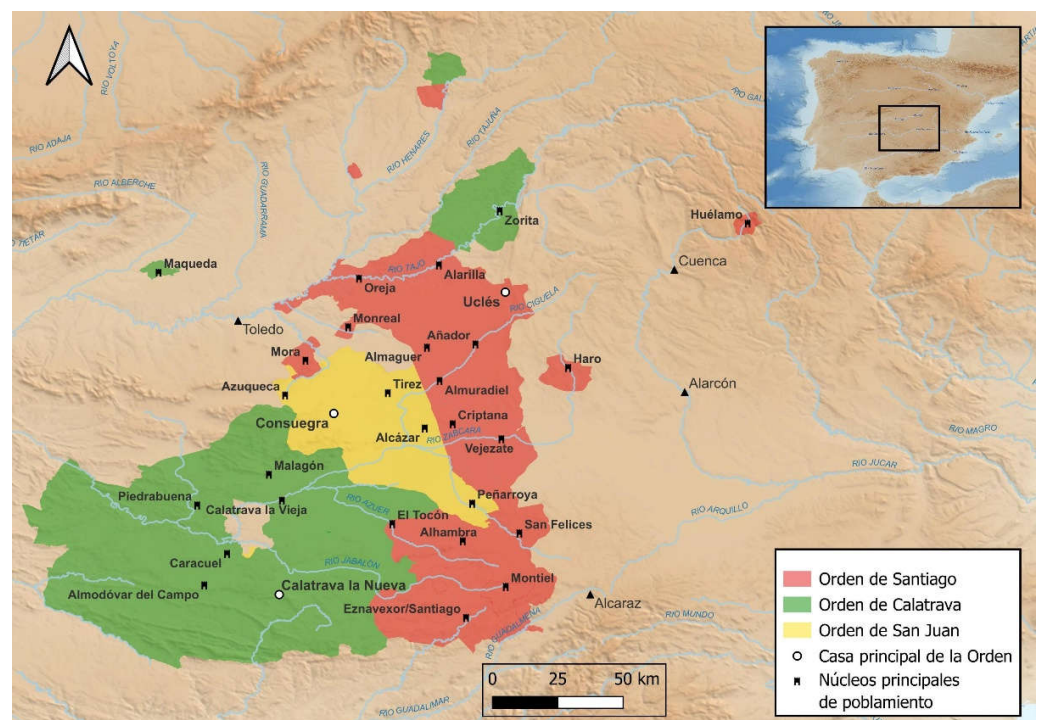 RIO VOLTOYA
RIO ADAJA
RIO ALBERCHE
RIO GUADARRAMA
RIO HENARES
RIO TAJUÑA
Zorita
Huélamo
Maqueda
Cuenca
RIO TAJO
Alarilla
Oreja
Uclés
RIO CIGUELA
Toledo
Monreal
Añador
Mora
Almaguer
Haro
Azuqueca
Tirez
Almuradiel
Alarcón
Consuegra
Criptana
Alcázar
RIO ZARCARA
Vejezate
RIO MAGRO
Malagón
RIO JUCAR
Piedrabuena
Peñarroya
Calatrava la Vieja
RIO AZUER
El Tocón
San Felices
RIO ARQUILLO
Alhambra
Caracuel
RIO JABALON
Almodóvar del Campo
Calatrava la Nueva
Montiel
Alcaraz
Eznavexor/Santiago
RIO GUADALMENA
RIO MUNDO
RIO GUADALIMAR
0 25 50 km
Orden de Santiago
Orden de Calatrava
Orden de San Juan
Casa principal de la Orden
Núcleos principales
de poblamiento